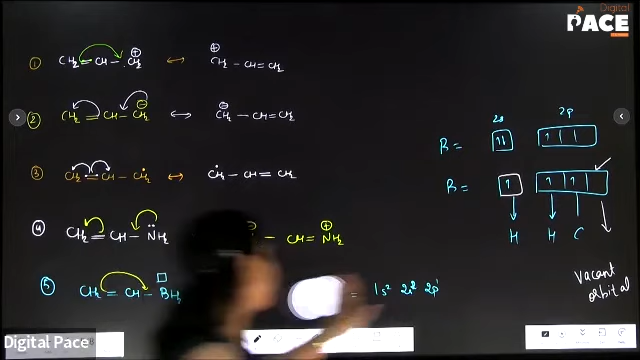 Digital
PACE
① CH₂=CH-CH₂⊕ ↔ ⊕CH₂-CH=CH₂
② CH₂=CH-CH₂⊖ ↔ ⊖CH₂-CH=CH₂
③ CH₂=CH-CH₂• ↔ •CH₂-CH=CH₂
④ CH₂=CH-N̈H₂ ⊖ - CH=N⊕H₂
⑤ CH₂=CH-BH₂ = 1s² 2s² 2p¹
2s 2p
B = ↑↓ ↑
B = ↑ ↑ ↑
H H C
Vacant
orbital
Digital Pace